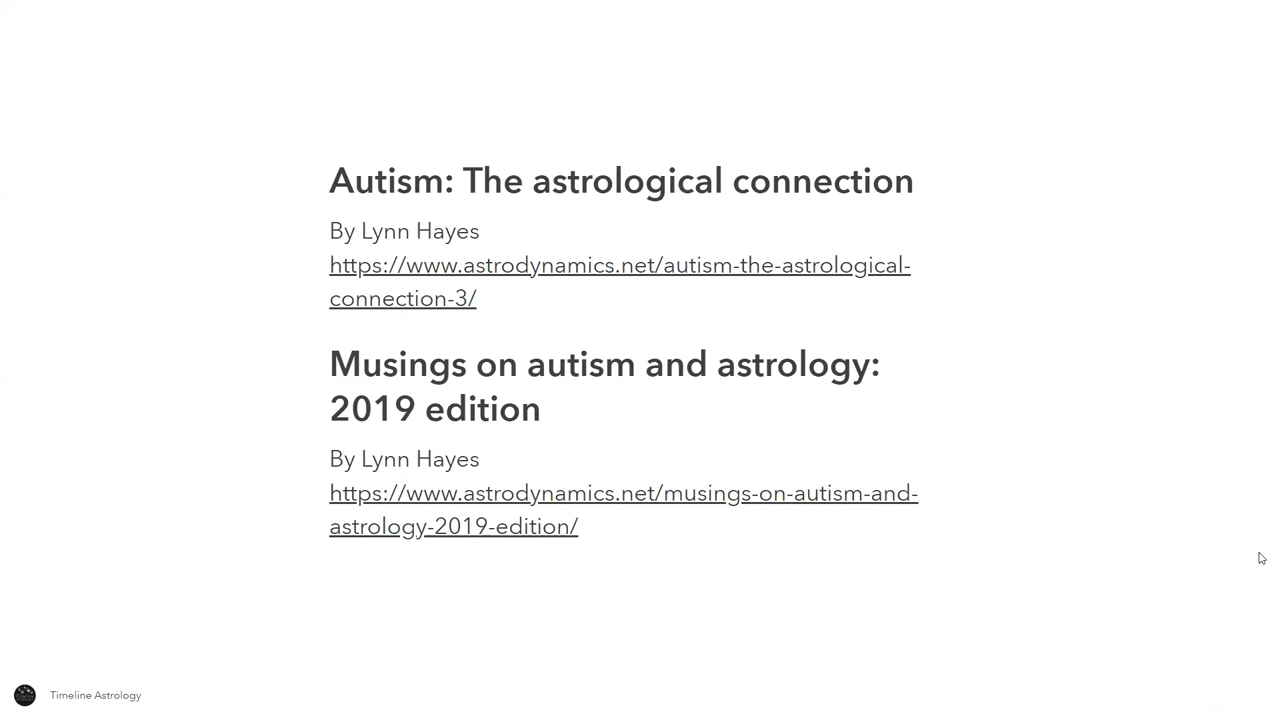 Autism: The astrological connection
By Lynn Hayes
https://www.astrodynamics.net/autism-the-astrological-
connection-3/
Musings on autism and astrology:
2019 edition
By Lynn Hayes
https://www.astrodynamics.net/musings-on-autism-and-
astrology-2019-edition/
Timeline Astrology